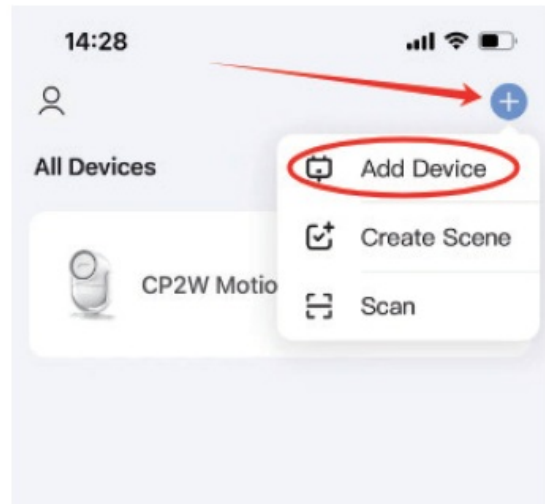 14:28
All Devices
Add Device
CP2W Motio
Create Scene
Scan